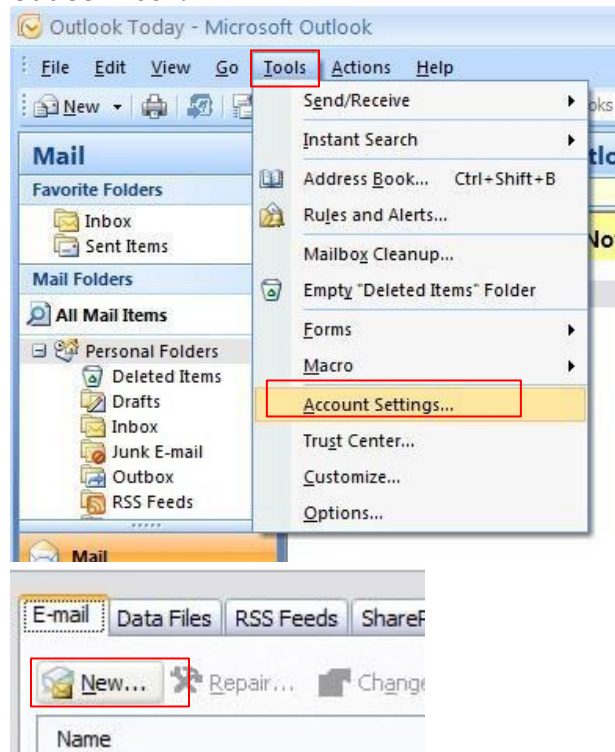 Outlook Today - Microsoft Outlook
File Edit View Go Tools Actions Help
New
Send/Receive
Instant Search
Address Book... Ctrl+Shift+B
Rules and Alerts...
Mailbox Cleanup...
Empty "Deleted Items" Folder
Forms
Macro
Account Settings...
Trust Center...
Customize...
Options...
Mail
Favorite Folders
Inbox
Sent Items
Mail Folders
All Mail Items
Personal Folders
Deleted Items
Drafts
Inbox
Junk E-mail
Outbox
RSS Feeds
Mail
E-mail Data Files RSS Feeds
New... Repair... Change
Name